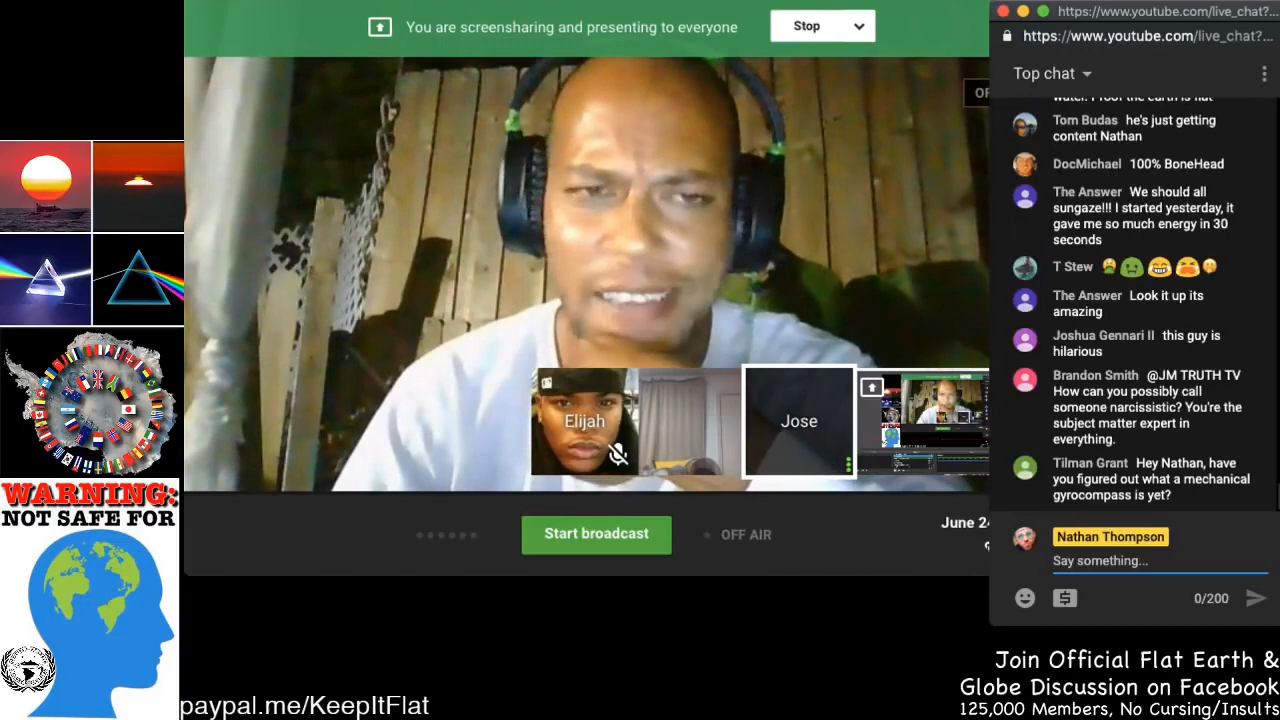 You are screensharing and presenting to everyone
Stop
https://www.youtube.com/live_chat?...
https://www.youtube.com/live_chat?...
Top chat
Tom Budas he's just getting
content Nathan
DocMichael 100% BoneHead
The Answer We should all
sungaze!!! I started yesterday, it
gave me so much energy in 30
seconds
T Stew
The Answer Look it up its
amazing
Joshua Gennari II this guy is
hilarious
Brandon Smith @JM TRUTH TV
How can you possibly call
someone narcissistic? You're the
subject matter expert in
everything.
Tilman Grant Hey Nathan, have
you figured out what a mechanical
gyrocompass is yet?
Nathan Thompson
Say something...
0/200
Elijah
Jose
Start broadcast
OFF AIR
June 24
WARNING:
NOT SAFE FOR
paypal.me/KeepItFlat
Join Official Flat Earth &
Globe Discussion on Facebook
125,000 Members, No Cursing/Insults